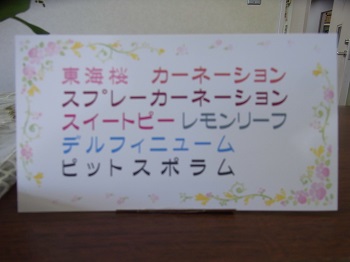 東海桜　カーネーション
スプレーカーネーション
スイートピー レモンリーフ
デルフィニューム
ピットスポラム